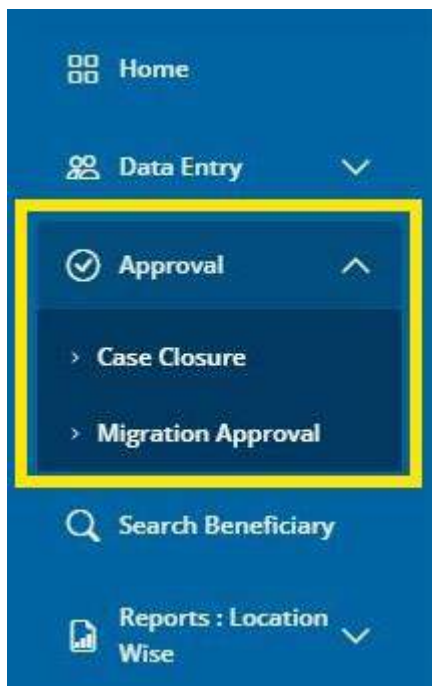 Home
Data Entry
Approval
Case Closure
Migration Approval
Search Beneficiary
Reports : Location
Wise